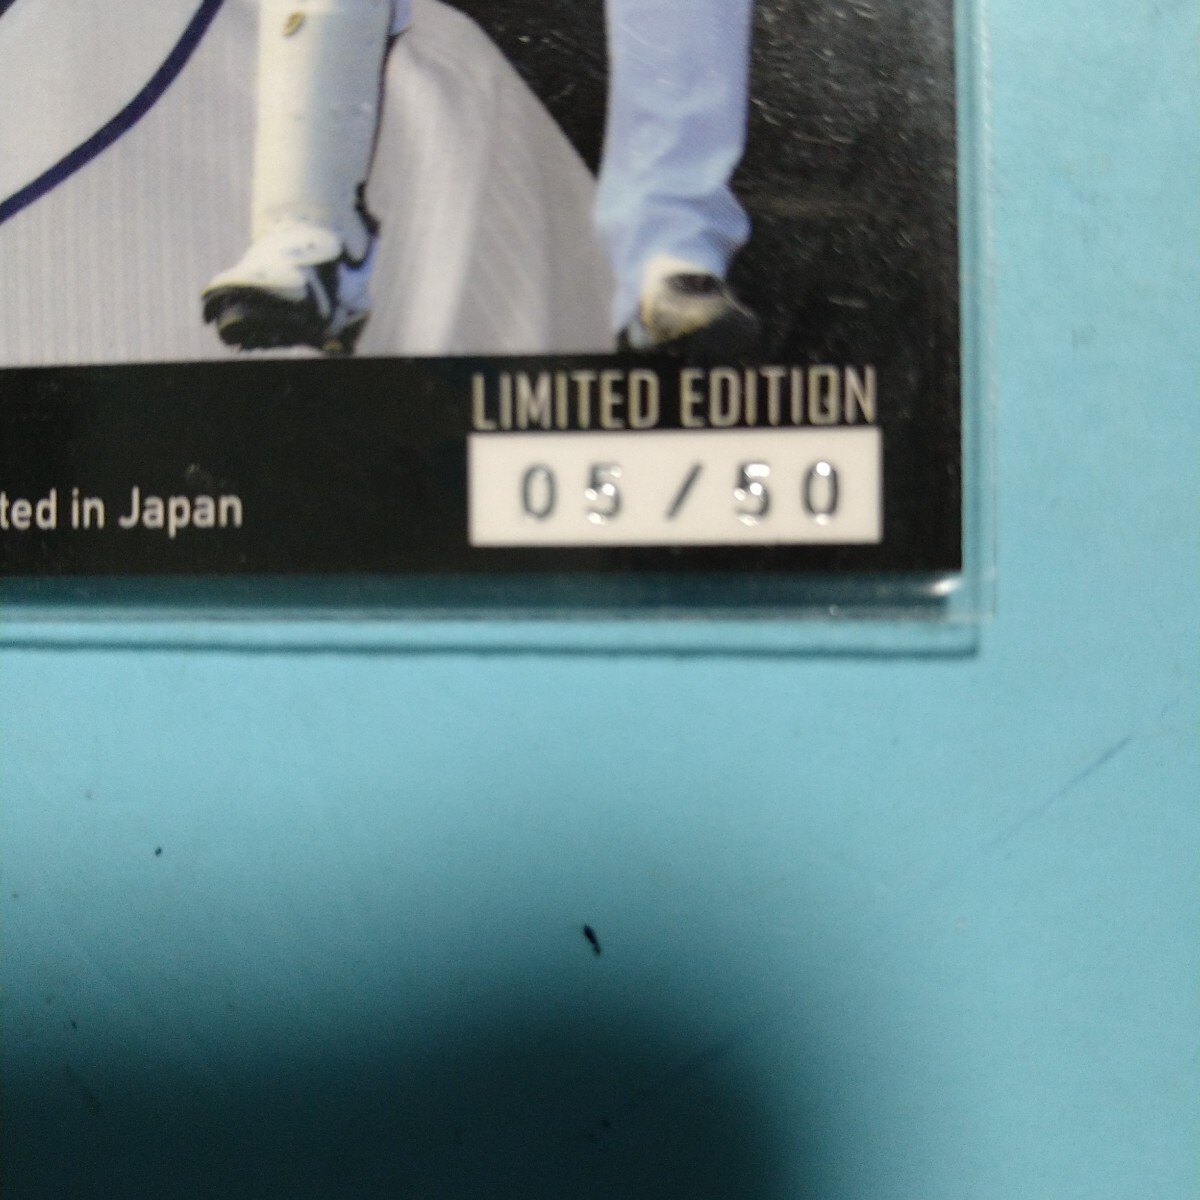 LIMITED EDITION
05/50
ted in Japan